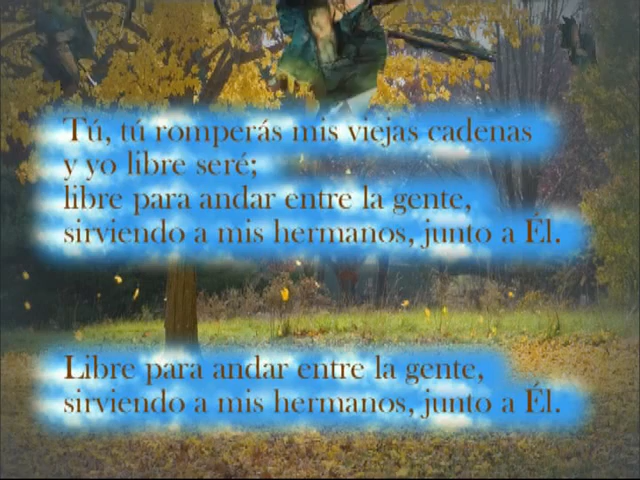 Tú, tú romperás mis viejas cadenas
y yo libre seré;
libre para andar entre la gente,
sirviendo a mis hermanos, junto a Él.
Libre para andar entre la gente,
sirviendo a mis hermanos, junto a Él.